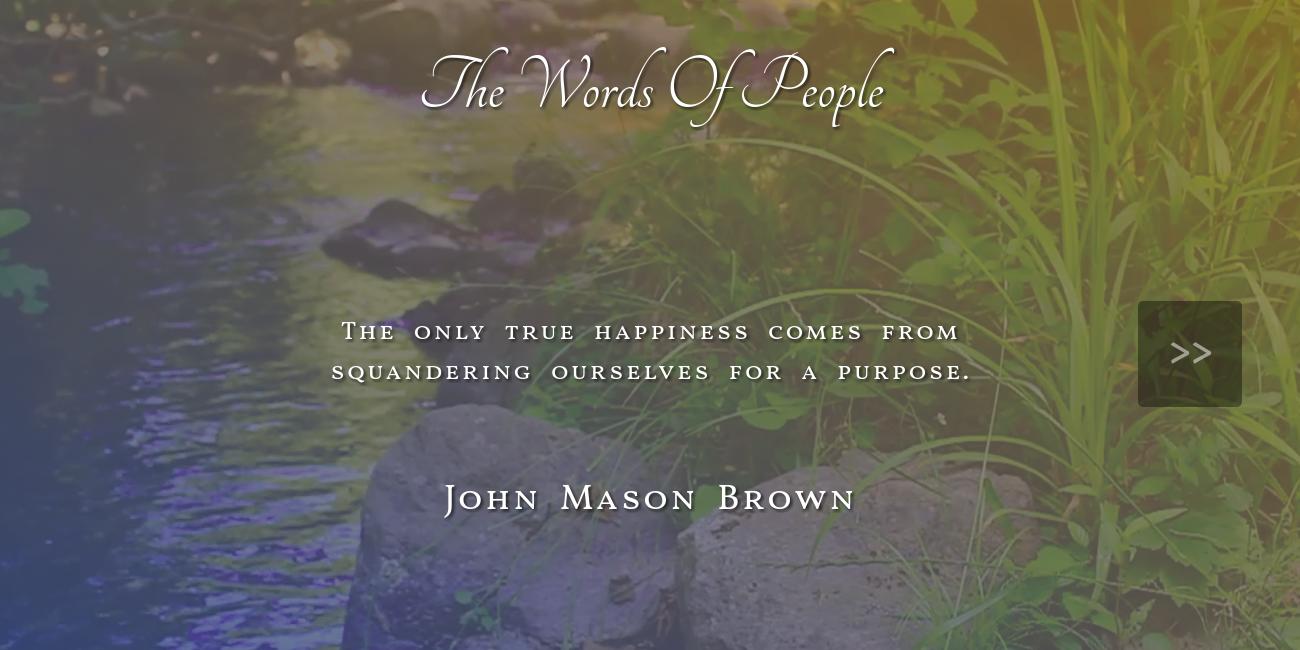 The Words Of People
The only true happiness comes from
squandering ourselves for a purpose.
>>
John Mason Brown